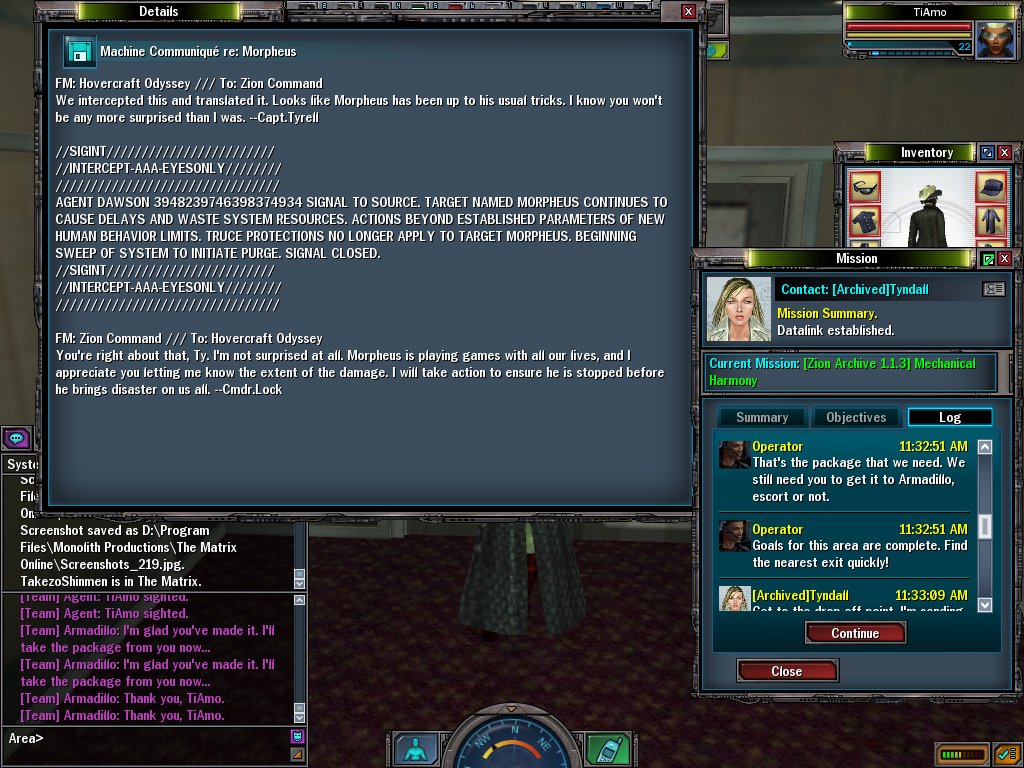 Details
TiAmo
22
Machine Communiqué re: Morpheus
FM: Hovercraft Odyssey /// To: Zion Command
We intercepted this and translated it. Looks like Morpheus has been up to his usual tricks. I know you won't
be any more surprised than I was. --Capt.Tyrell
//SIGINT////////////////////////
//INTERCEPT-AAA-EYESONLY////////
////////////////////////////////
AGENT DAWSON 3948239746398374934 SIGNAL TO SOURCE. TARGET NAMED MORPHEUS CONTINUES TO
CAUSE DELAYS AND WASTE SYSTEM RESOURCES. ACTIONS BEYOND ESTABLISHED PARAMETERS OF NEW
HUMAN BEHAVIOR LIMITS. TRUCE PROTECTIONS NO LONGER APPLY TO TARGET MORPHEUS. BEGINNING
SWEEP OF SYSTEM TO INITIATE PURGE. SIGNAL CLOSED.
//SIGINT////////////////////////
//INTERCEPT-AAA-EYESONLY////////
////////////////////////////////
FM: Zion Command /// To: Hovercraft Odyssey
You're right about that, Ty. I'm not surprised at all. Morpheus is playing games with all our lives, and I
appreciate you letting me know the extent of the damage. I will take action to ensure he is stopped before
he brings disaster on us all. --Cmdr.Lock
Inventory
Mission
Contact: [Archived]Tyndall
Mission Summary.
Datalink established.
Current Mission: [Zion Archive 1.1.3] Mechanical
Harmony
Summary Objectives Log
Operator 11:32:51 AM
That's the package that we need. We
still need you to get it to Armadillo,
escort or not.
Operator 11:32:51 AM
Goals for this area are complete. Find
the nearest exit quickly!
[Archived]Tyndall 11:33:09 AM
Get to the drop-off point. I'm sending
Continue
Close
Syste
Sc
File
On
Screenshot saved as D:\Program
Files\Monolith Productions\The Matrix
Online\Screenshots_219.jpg.
TakezoShinmen is in The Matrix.
[Team] Agent: TiAmo sighted.
[Team] Agent: TiAmo sighted.
[Team] Armadillo: I'm glad you've made it. I'll
take the package from you now...
[Team] Armadillo: I'm glad you've made it. I'll
take the package from you now...
[Team] Armadillo: Thank you, TiAmo.
[Team] Armadillo: Thank you, TiAmo.
Area>
NW N NE